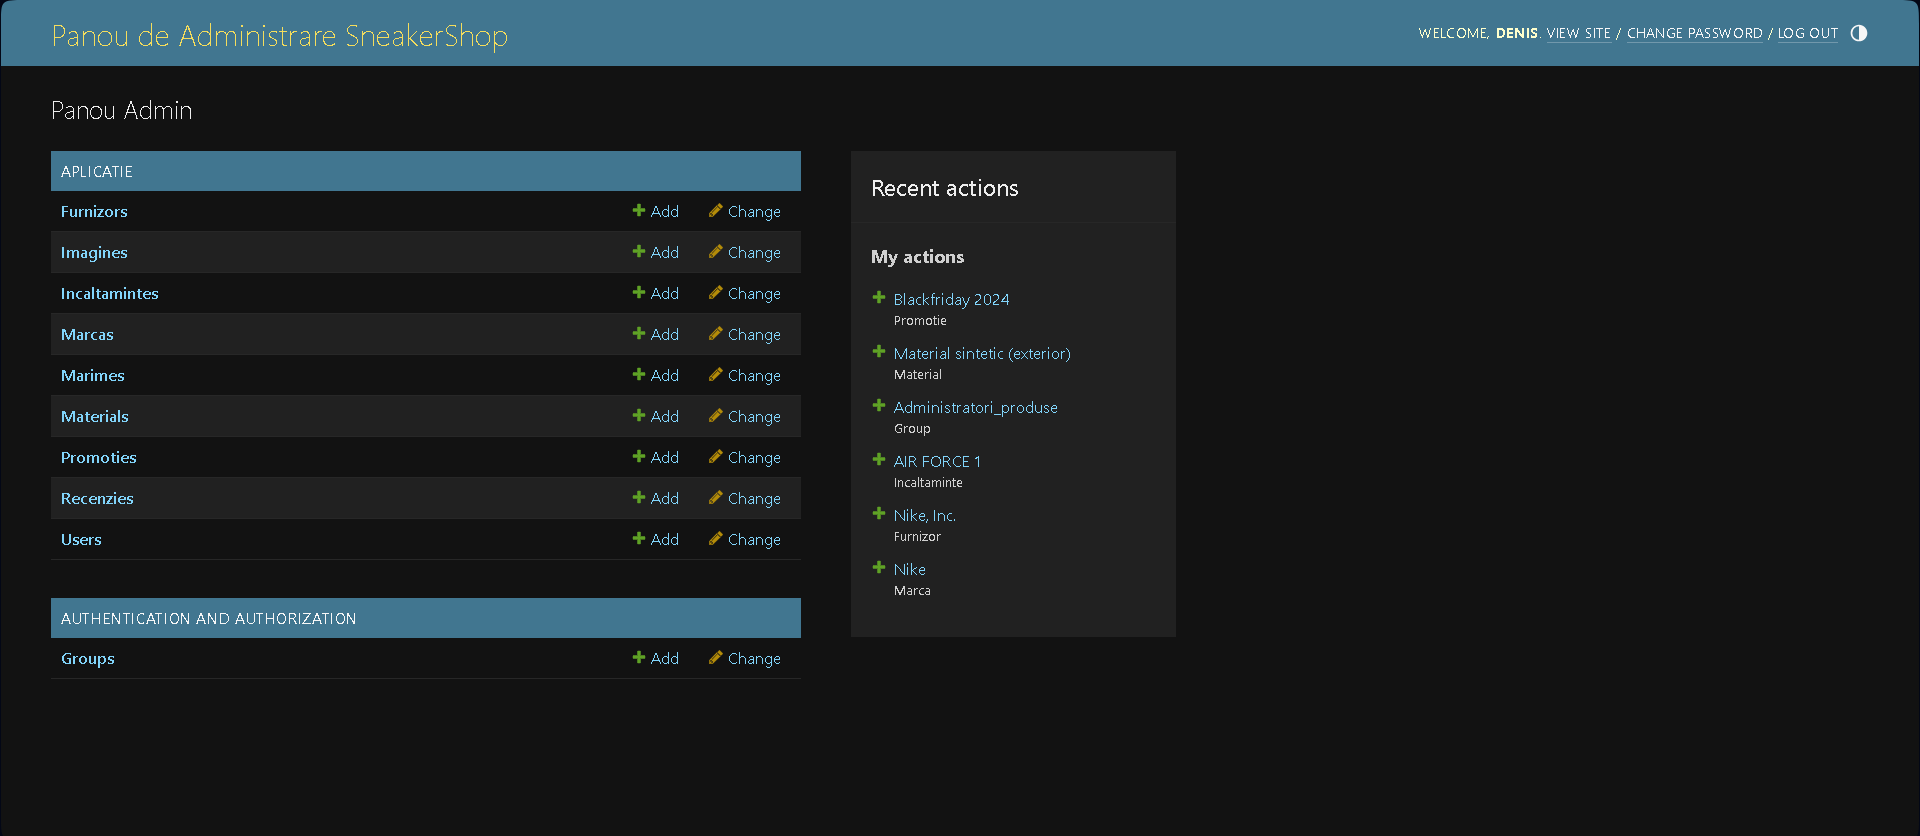 Panou de Administrare SneakerShop
WELCOME, DENIS. VIEW SITE / CHANGE PASSWORD / LOG OUT
Panou Admin
APLICATIE
Furnizors Add Change
Imagines Add Change
Incaltamintes Add Change
Marcas Add Change
Marimes Add Change
Materials Add Change
Promoties Add Change
Recenzies Add Change
Users Add Change
AUTHENTICATION AND AUTHORIZATION
Groups Add Change
Recent actions
My actions
Blackfriday 2024
Promotie
Material sintetic (exterior)
Material
Administratori_produse
Group
AIR FORCE 1
Incaltaminte
Nike, Inc.
Furnizor
Nike
Marca